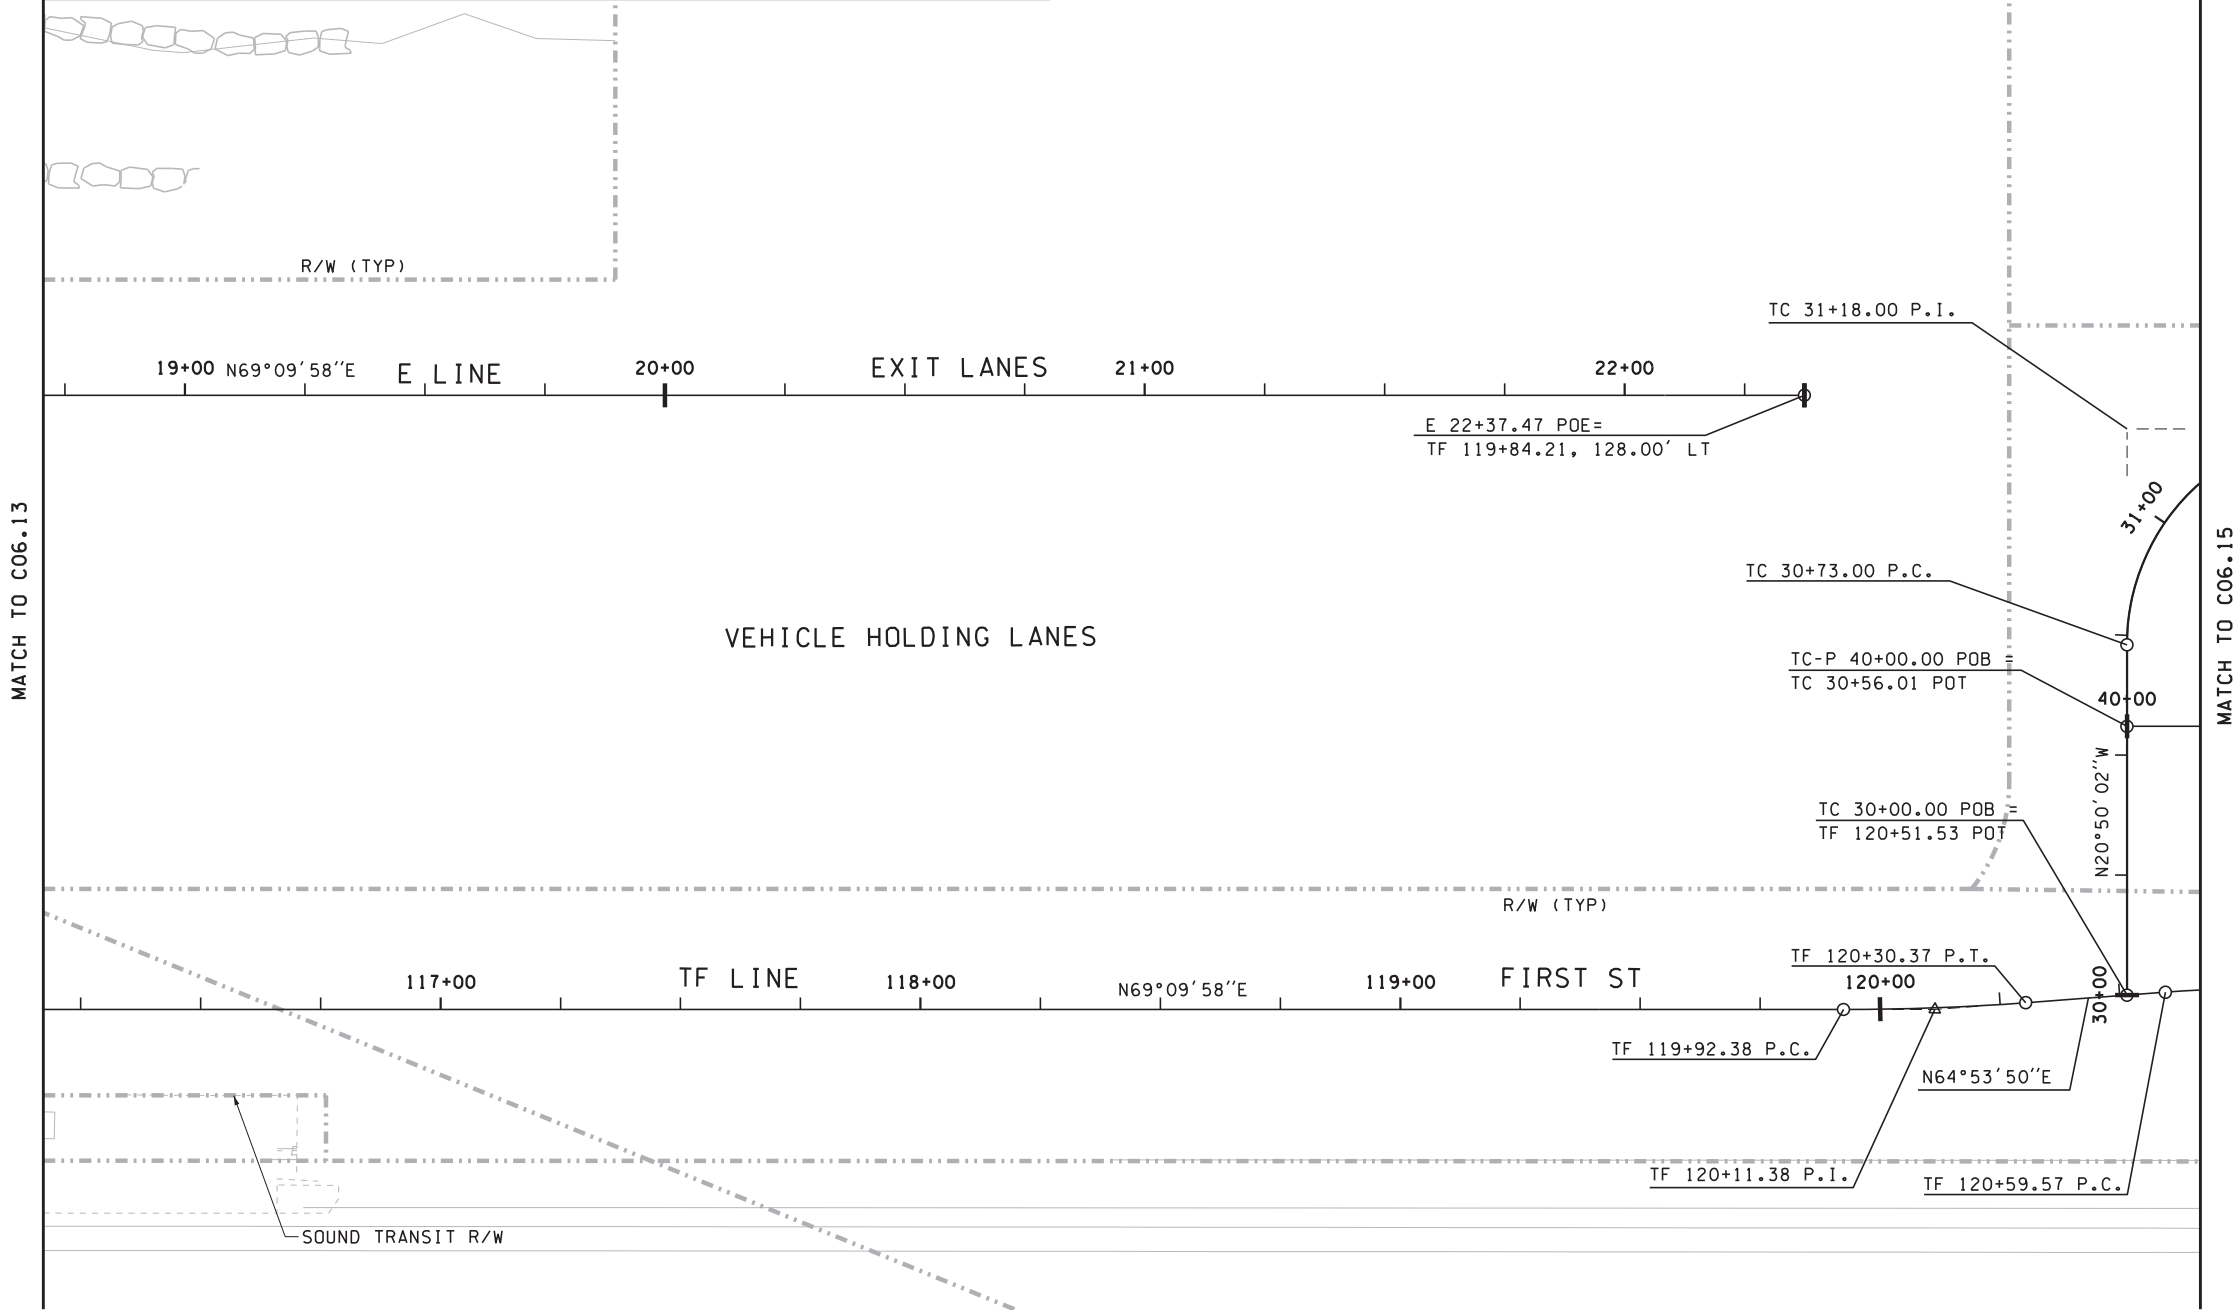 R/W (TYP)
TC 31+18.00 P.I.
19+00 N69°09'58"E E LINE 20+00 EXIT LANES 21+00 22+00
E 22+37.47 POE=
TF 119+84.21, 128.00' LT
31+00
MATCH TO C06.13
MATCH TO C06.15
TC 30+73.00 P.C.
VEHICLE HOLDING LANES
TC-P 40+00.00 POB =
TC 30+56.01 POT
40+00
N20°50'02"W
TC 30+00.00 POB =
TF 120+51.53 POT
R/W (TYP)
TF 120+30.37 P.T.
117+00 TF LINE 118+00 N69°09'58"E 119+00 FIRST ST 120+00
30+00
TF 119+92.38 P.C.
N64°53'50"E
TF 120+11.38 P.I.
TF 120+59.57 P.C.
SOUND TRANSIT R/W